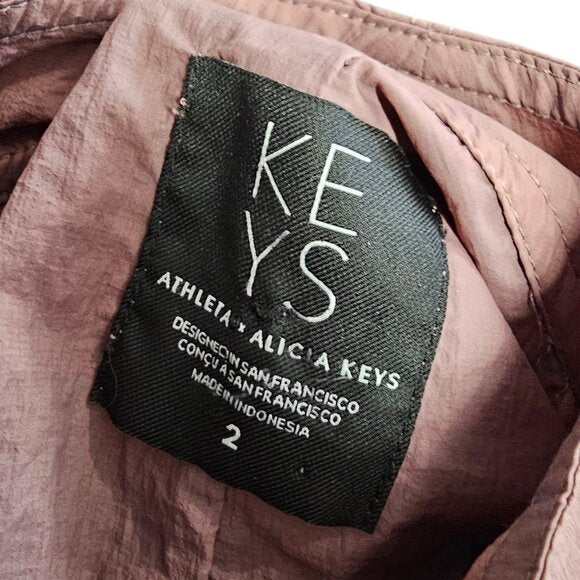 KE
YS
ATHLETA × ALICIA KEYS
DESIGNED IN SAN FRANCISCO
CONÇU À SAN FRANCISCO
MADE IN INDONESIA
2